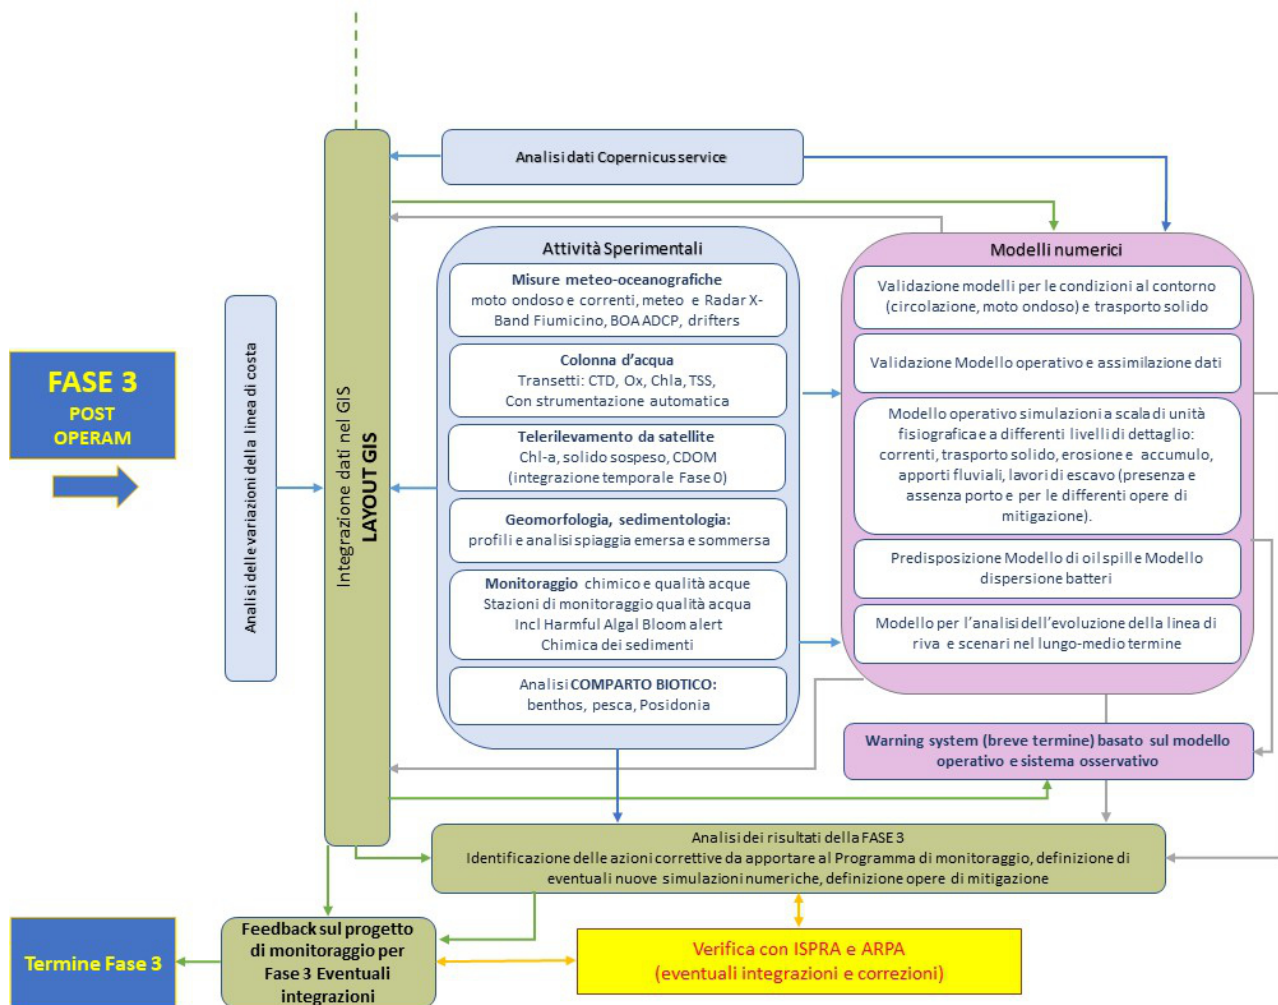 Analisi dati Copernicus service
FASE 3
POST
OPERAM
Analisi delle variazioni della linea di costa
Integrazione dati nel GIS
LAYOUT GIS
Attività Sperimentali
Misure meteo-oceanografiche
moto ondoso e correnti, meteo e Radar X-
Band Fiumicino, BOA ADCP, drifters
Colonna d'acqua
Transetti: CTD, Ox, Chla, TSS,
Con strumentazione automatica
Telerilevamento da satellite
Chl-a, solido sospeso, CDOM
(integrazione temporale Fase 0)
Geomorfologia, sedimentologia:
profili e analisi spiaggia emersa e sommersa
Monitoraggio chimico e qualità acque
Stazioni di monitoraggio qualità acqua
Incl Harmful Algal Bloom alert
Chimica dei sedimenti
Analisi COMPARTO BIOTICO:
benthos, pesca, Posidonia
Modelli numerici
Validazione modelli per le condizioni al contorno
(circolazione, moto ondoso) e trasporto solido
Validazione Modello operativo e assimilazione dati
Modello operativo simulazioni a scala di unità
fisiografica e a differenti livelli di dettaglio:
correnti, trasporto solido, erosione e accumulo,
apporti fluviali, lavori di escavo (presenza e
assenza porto e per le differenti opere di
mitigazione).
Predisposizione Modello di oil spill e Modello
dispersione batteri
Modello per l'analisi dell'evoluzione della linea di
riva e scenari nel lungo-medio termine
Warning system (breve termine) basato sul modello
operativo e sistema osservativo
Analisi dei risultati della FASE 3
Identificazione delle azioni correttive da apportare al Programma di monitoraggio, definizione di
eventuali nuove simulazioni numeriche, definizione opere di mitigazione
Termine Fase 3
Feedback sul progetto
di monitoraggio per
Fase 3 Eventuali
integrazioni
Verifica con ISPRA e ARPA
(eventuali integrazioni e correzioni)